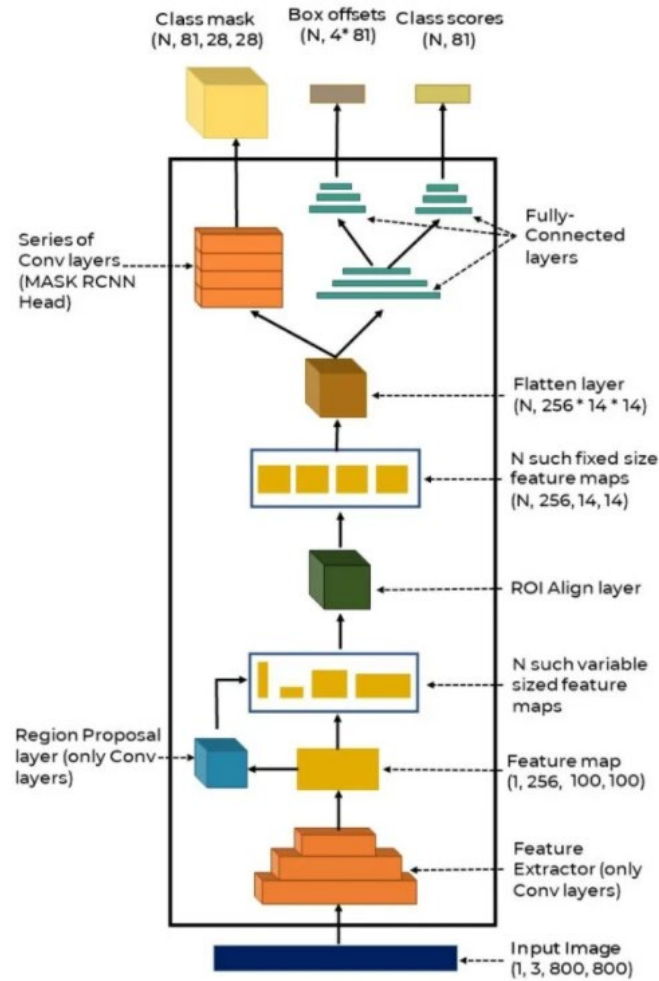 Class mask
(N, 81, 28, 28)
Box offsets
(N, 4* 81)
Class scores
(N, 81)
Fully-
Connected
layers
Series of
Conv layers
(MASK RCNN
Head)
Flatten layer
(N, 256 * 14 * 14)
N such fixed size
feature maps
(N, 256, 14, 14)
ROI Align layer
N such variable
sized feature
maps
Region Proposal
layer (only Conv
layers)
Feature map
(1, 256, 100, 100)
Feature
Extractor (only
Conv layers)
Input Image
(1, 3, 800, 800)